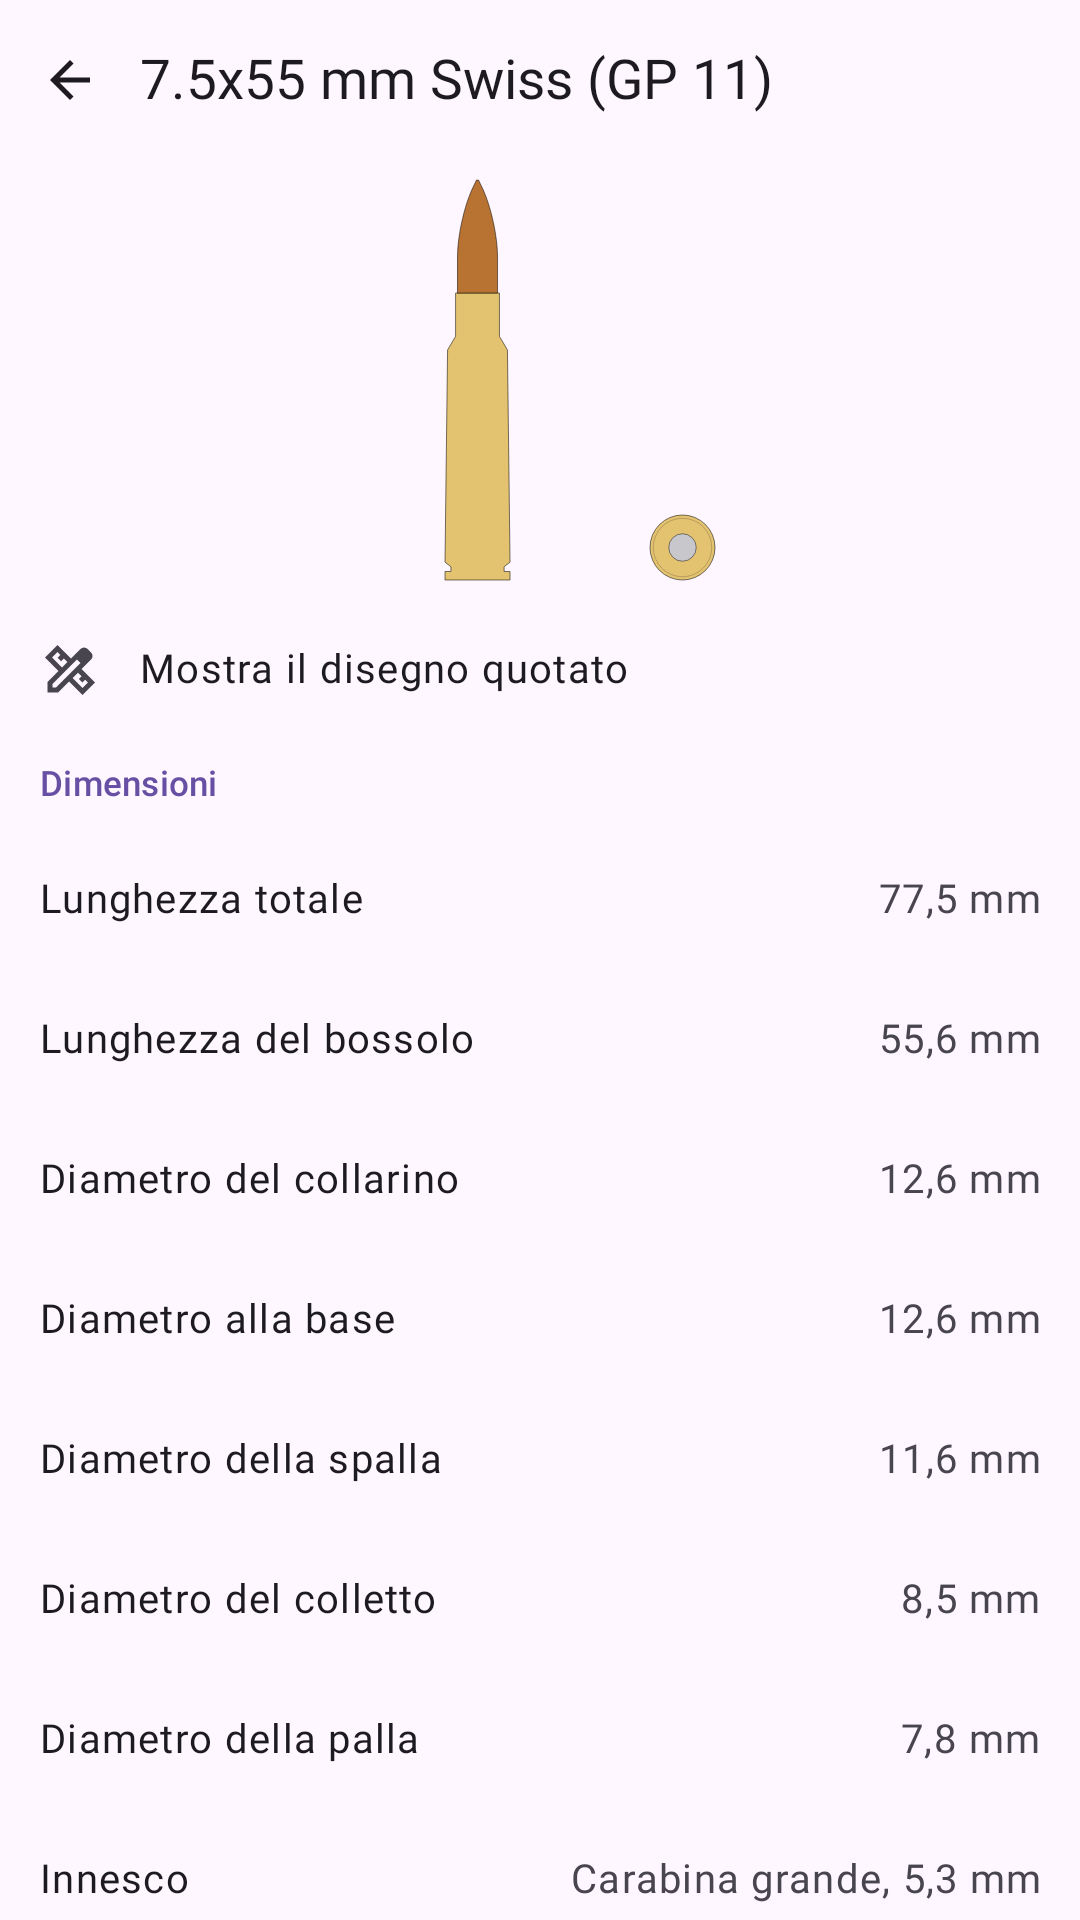 7.5x55 mm Swiss (GP 11)
Mostra il disegno quotato
Dimensioni
Lunghezza totale 77,5 mm
Lunghezza del bossolo 55,6 mm
Diametro del collarino 12,6 mm
Diametro alla base 12,6 mm
Diametro della spalla 11,6 mm
Diametro del colletto 8,5 mm
Diametro della palla 7,8 mm
Innesco Carabina grande, 5,3 mm